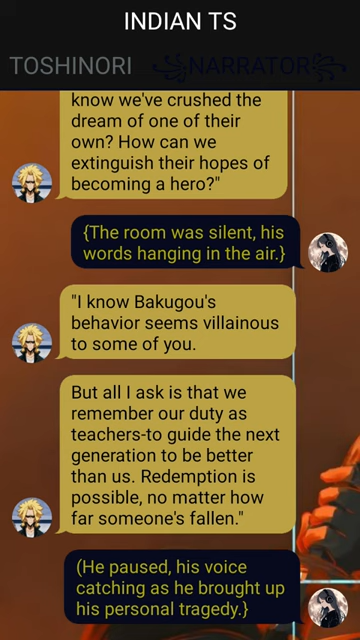 INDIAN TS
TOSHINORI
NARRATOR
know we've crushed the
dream of one of their
own? How can we
extinguish their hopes of
becoming a hero?"
{The room was silent, his
words hanging in the air.}
"I know Bakugou's
behavior seems villainous
to some of you.
But all I ask is that we
remember our duty as
teachers-to guide the next
generation to be better
than us. Redemption is
possible, no matter how
far someone's fallen."
(He paused, his voice
catching as he brought up
his personal tragedy.}